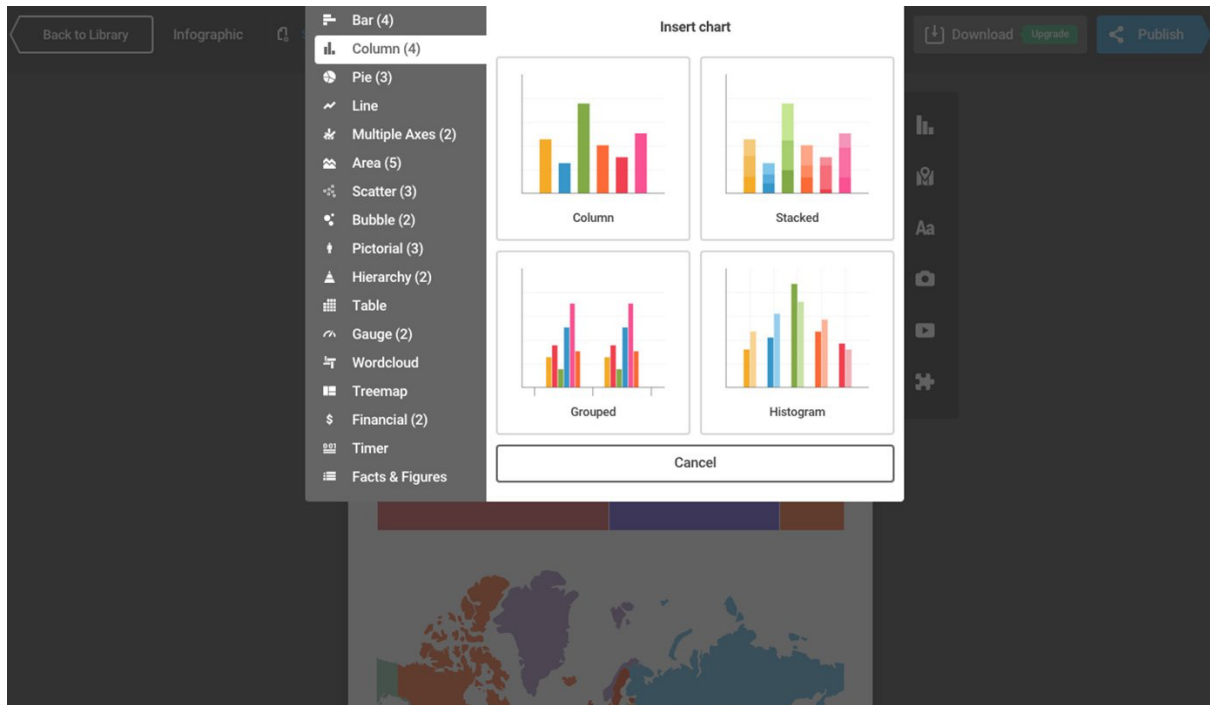 Back to Library
Infographic
Bar (4)
Column (4)
Pie (3)
Line
Multiple Axes (2)
Area (5)
Scatter (3)
Bubble (2)
Pictorial (3)
Hierarchy (2)
Table
Gauge (2)
Wordcloud
Treemap
$ Financial (2)
001 Timer
Facts & Figures
Insert chart
Column
Stacked
Grouped
Histogram
Cancel
Download Upgrade
Publish
Aa